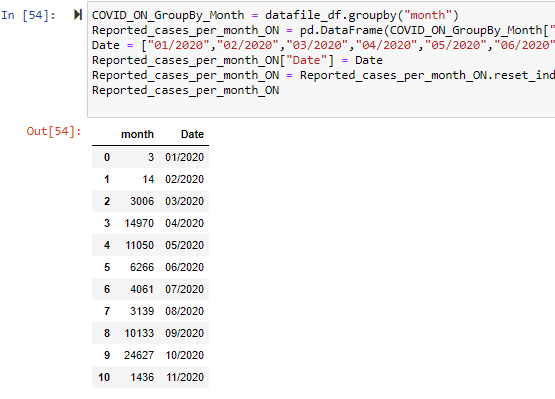 In [54]:
COVID_ON_GroupBy_Month = datafile_df.groupby("month")
Reported_cases_per_month_ON = pd.DataFrame(COVID_ON_GroupBy_Month["
Date = ["01/2020","02/2020","03/2020","04/2020","05/2020","06/2020"
Reported_cases_per_month_ON["Date"] = Date
Reported_cases_per_month_ON = Reported_cases_per_month_ON.reset_ind
Reported_cases_per_month_ON
Out[54]:
month Date
0 3 01/2020
1 14 02/2020
2 3006 03/2020
3 14970 04/2020
4 11050 05/2020
5 6266 06/2020
6 4061 07/2020
7 3139 08/2020
8 10133 09/2020
9 24627 10/2020
10 1436 11/2020